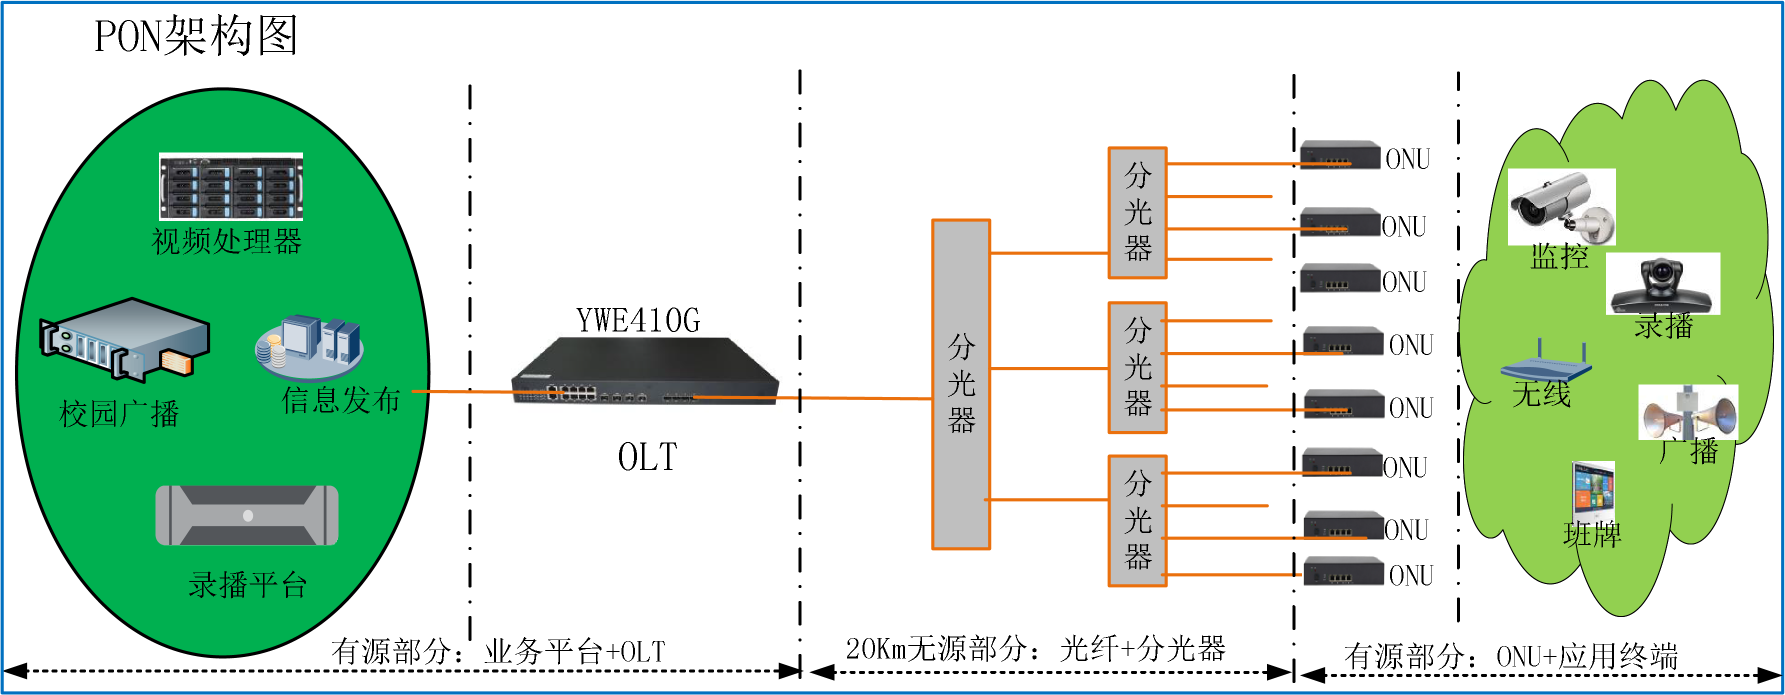 PON架构图
视频处理器
校园广播
信息发布
录播平台
YWE410G
OLT
分光器
分光器
分光器
分光器
ONU
ONU
ONU
ONU
ONU
ONU
ONU
ONU
监控
录播
无线
广播
班牌
有源部分：业务平台+OLT
20Km无源部分：光纤+分光器
有源部分：ONU+应用终端